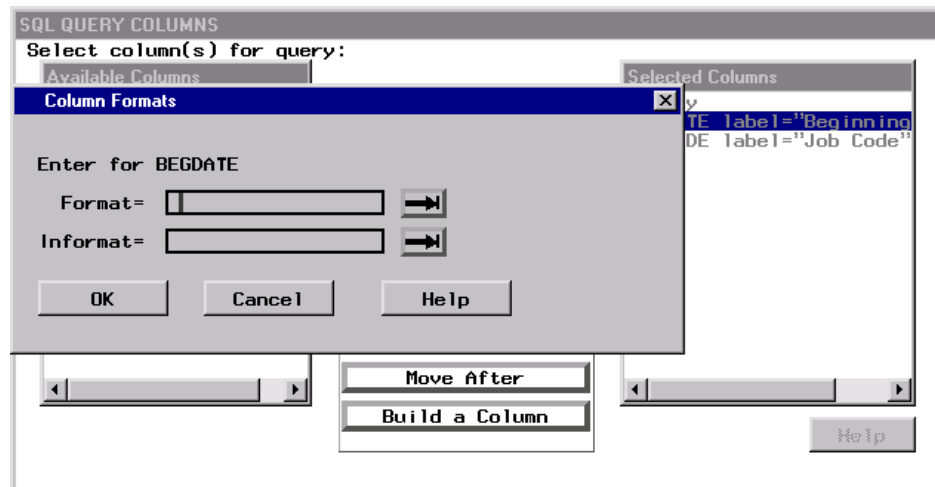 SQL QUERY COLUMNS
Select column(s) for query:
Available Columns
Selected Columns
Column Formats
y
TE label="Beginning
DE label="Job Code"
Enter for BEGDATE
Format=
Informat=
OK Cancel Help
Move After
Build a Column
Help